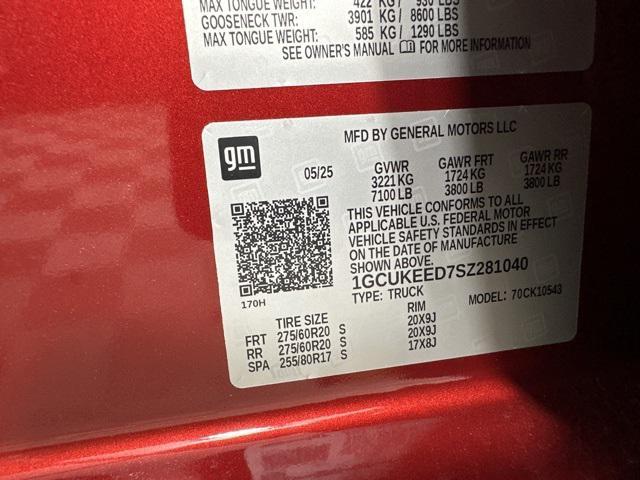 MAX TONGUE WEIGHT: 422 KG / 930 LBS
GOOSENECK TWR: 3901 KG / 8600 LBS
MAX TONGUE WEIGHT: 585 KG / 1290 LBS
SEE OWNER'S MANUAL FOR MORE INFORMATION
gm
MFD BY GENERAL MOTORS LLC
05/25 GVWR GAWR FRT GAWR RR
3221 KG 1724 KG 1724 KG
7100 LB 3800 LB 3800 LB
THIS VEHICLE CONFORMS TO ALL
APPLICABLE U.S. FEDERAL MOTOR
VEHICLE SAFETY STANDARDS IN EFFECT
ON THE DATE OF MANUFACTURE
SHOWN ABOVE.
1GCUKEED7SZ281040
170H TYPE: TRUCK MODEL: 70CK10543
TIRE SIZE RIM
FRT 275/60R20 S 20X9J
RR 275/60R20 S 20X9J
SPA 255/80R17 S 17X8J